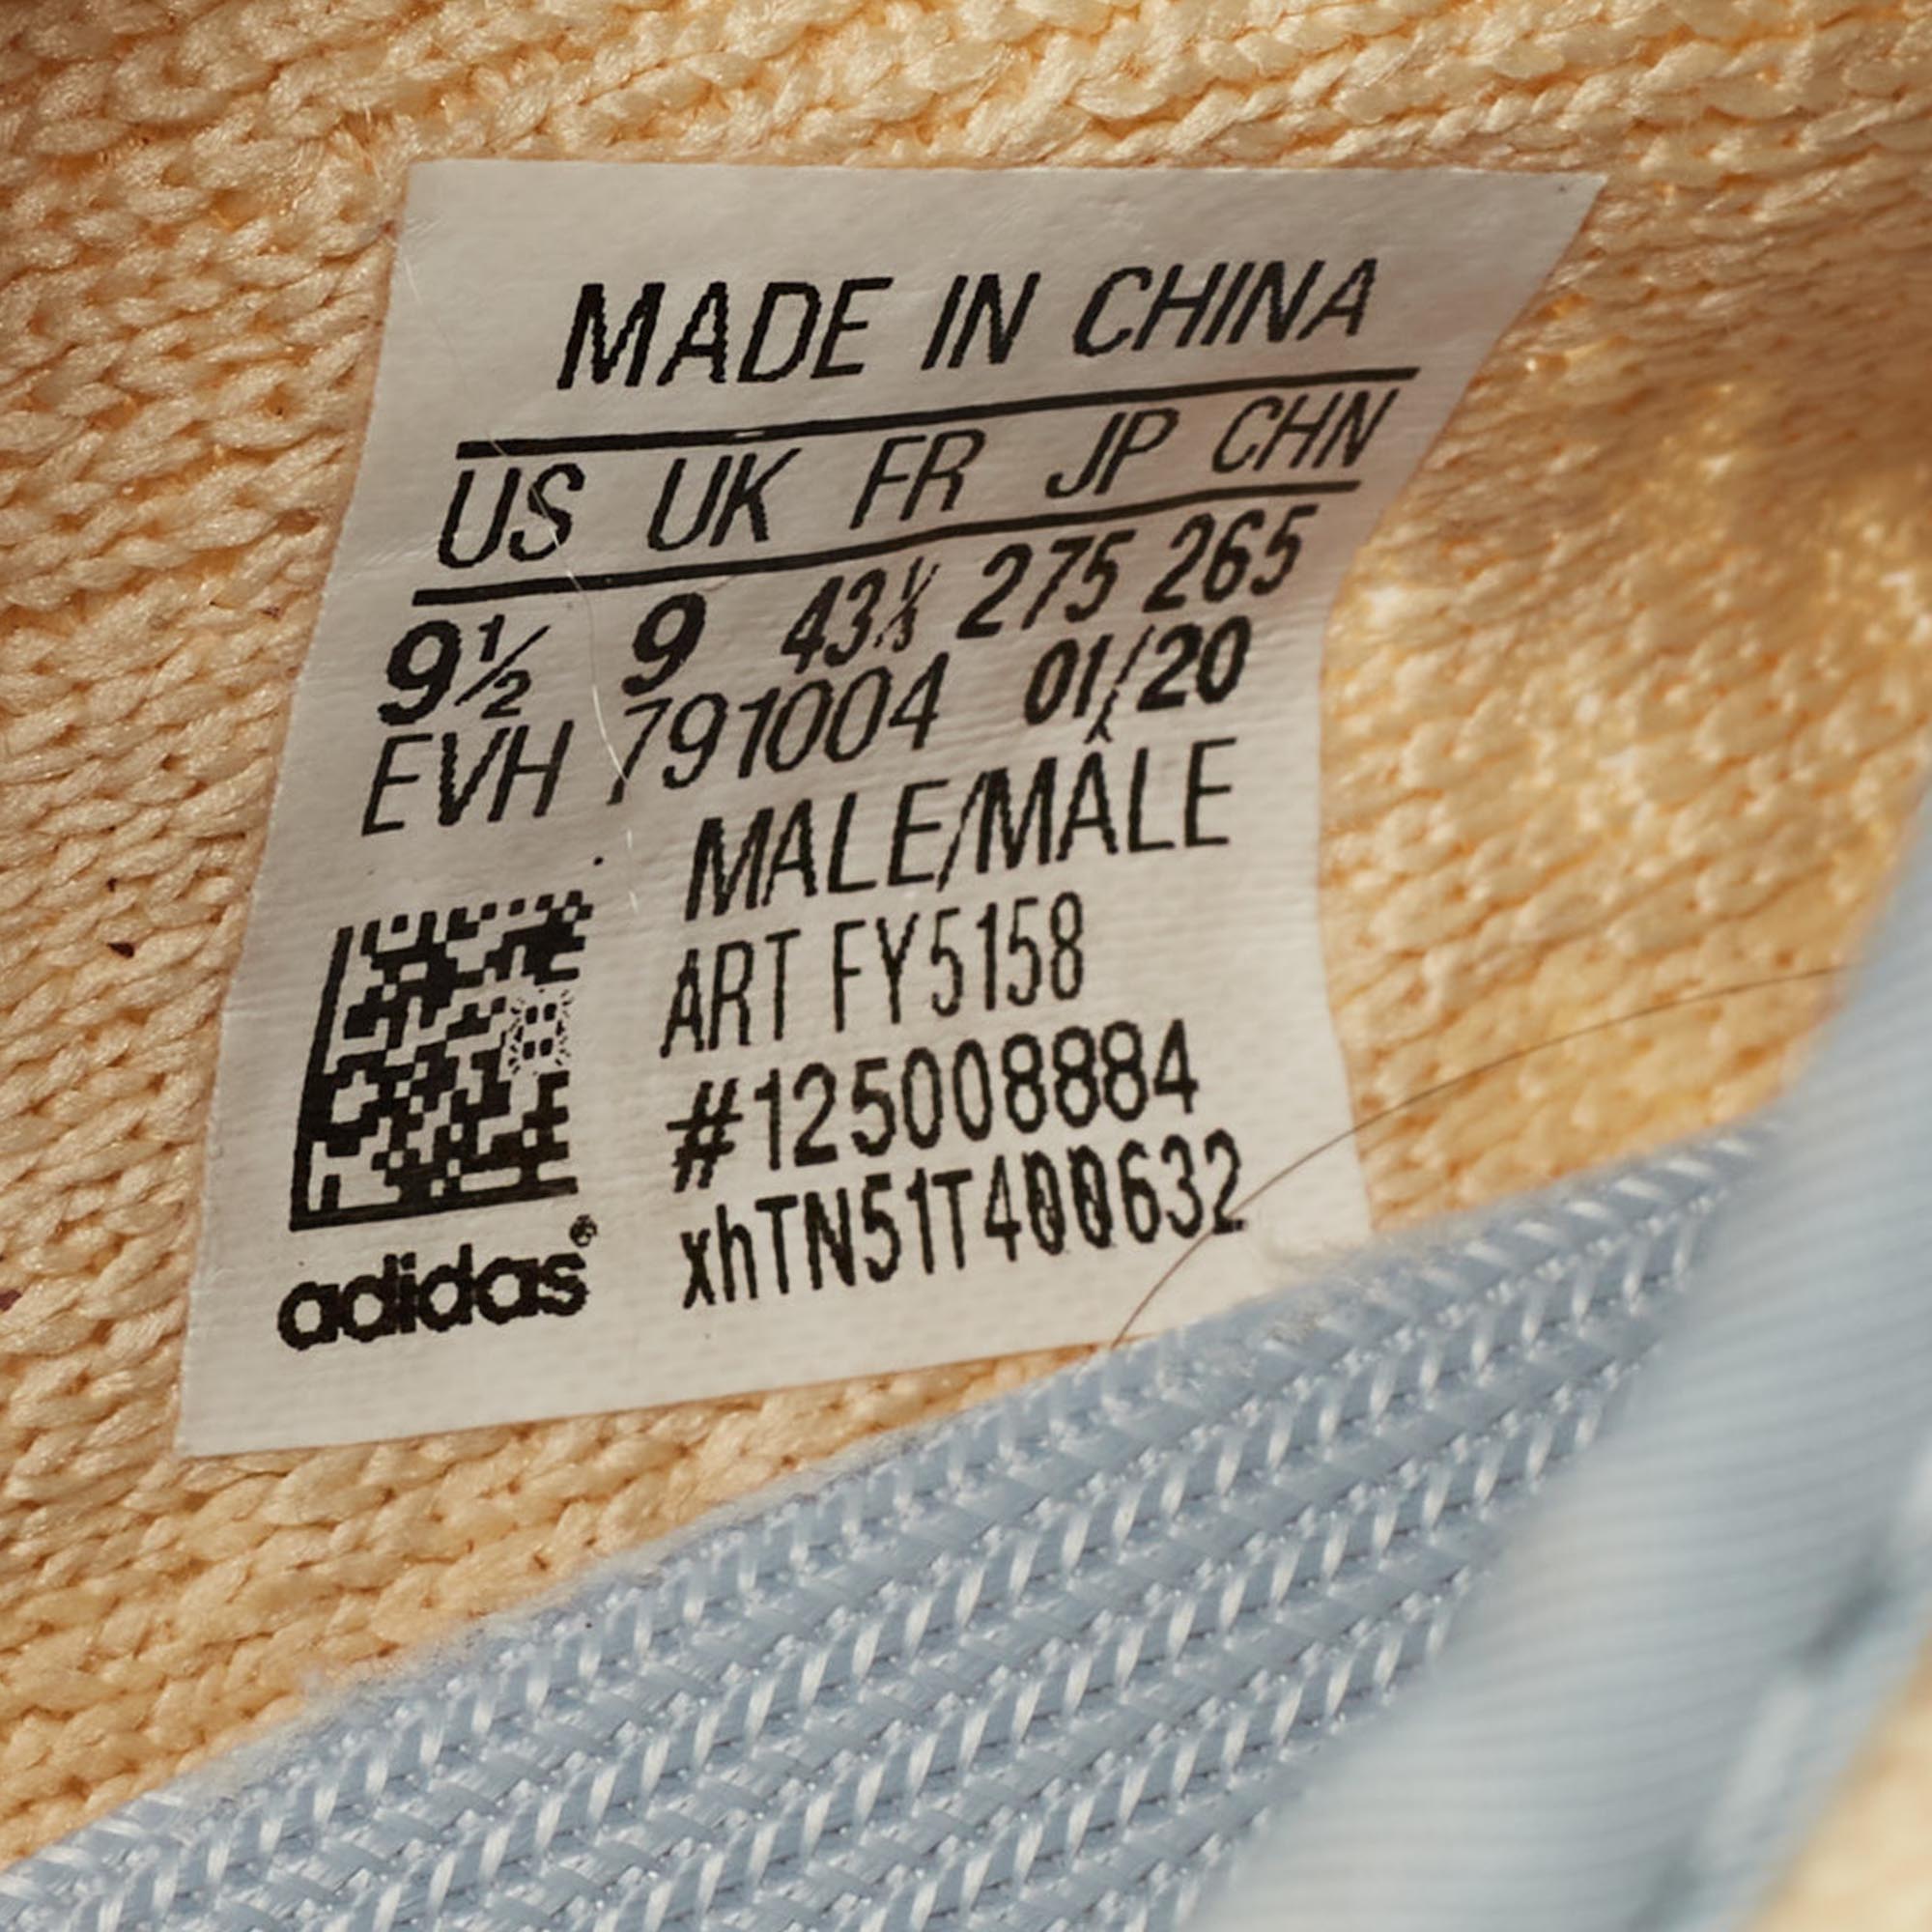 MADE IN CHINA
US UK FR JP CHN
9½ 9 43⅓ 275 265
EVH 791004 01/20
MALE/MÂLE
ART FY5158
#125008884
xhTN51T400632
adidas®